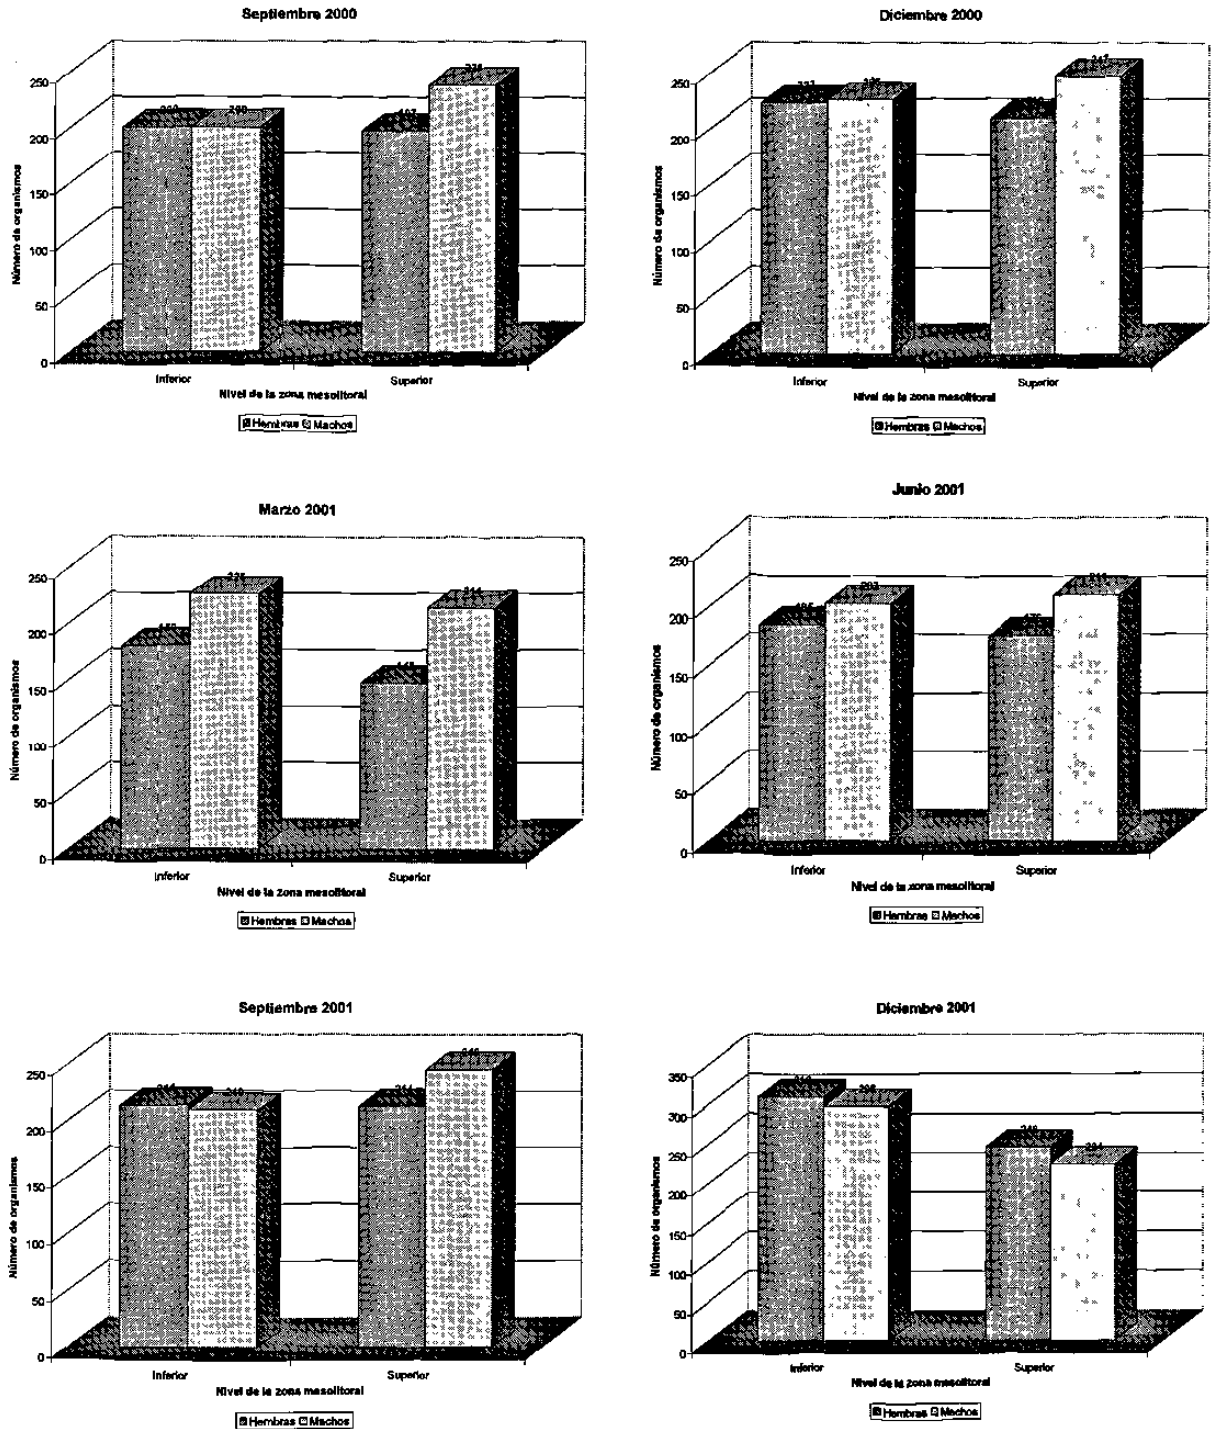 Septiembre 2000
250
200
150
100
50
0
Número de organismos
Inferior
Superior
Nivel de la zona mesolitoral
Hembras Machos
Diciembre 2000
247
250
200
150
100
50
0
Número de organismos
Inferior
Superior
Nivel de la zona mesolitoral
Hembras Machos
Marzo 2001
250
200
150
100
50
0
Número de organismos
Inferior
Superior
Nivel de la zona mesolitoral
Hembras Machos
Junio 2001
250
200
150
100
50
0
Número de organismos
Inferior
Superior
Nivel de la zona mesolitoral
Hembras Machos
Septiembre 2001
250
200
150
100
50
0
Número de organismos
Inferior
Superior
Nivel de la zona mesolitoral
Hembras Machos
Diciembre 2001
350
300
250
200
150
100
50
0
Número de organismos
Inferior
Superior
Nivel de la zona mesolitoral
Hembras Machos